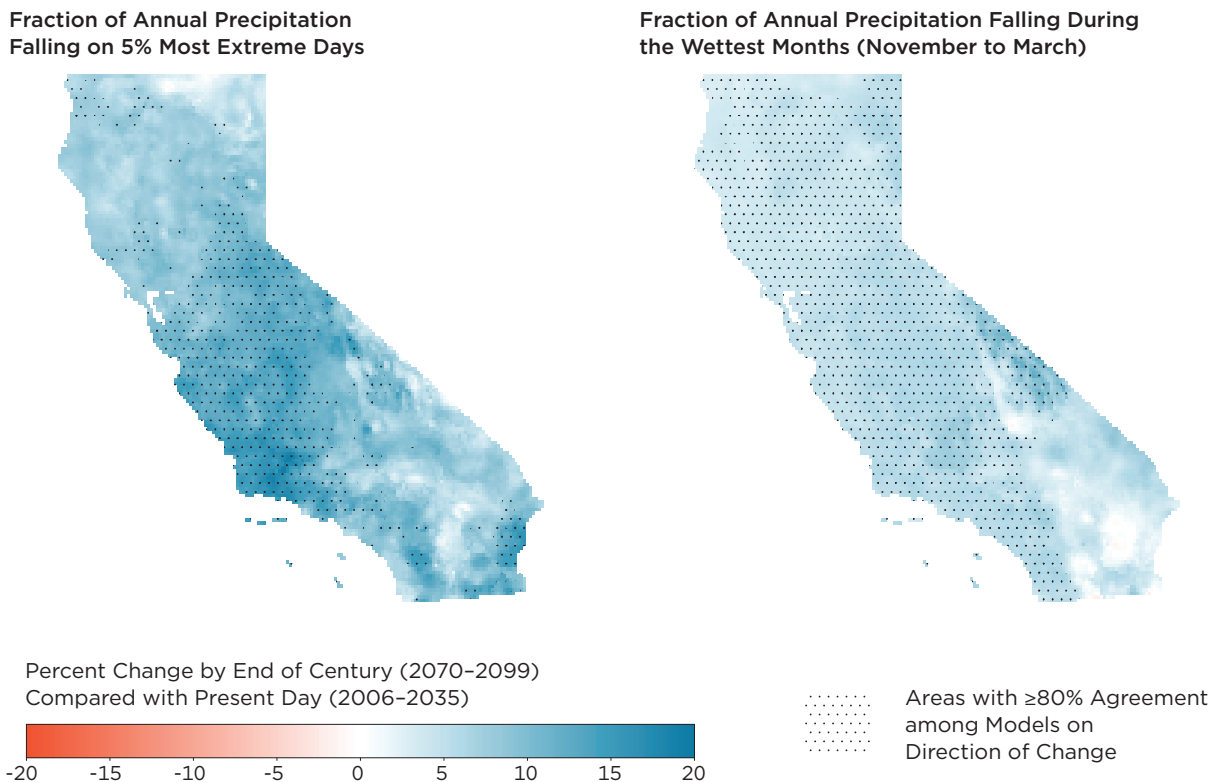 Fraction of Annual Precipitation
Falling on 5% Most Extreme Days
Fraction of Annual Precipitation Falling During
the Wettest Months (November to March)
Percent Change by End of Century (2070–2099)
Compared with Present Day (2006–2035)
-20 -15 -10 -5 0 5 10 15 20
Areas with ≥80% Agreement
among Models on
Direction of Change